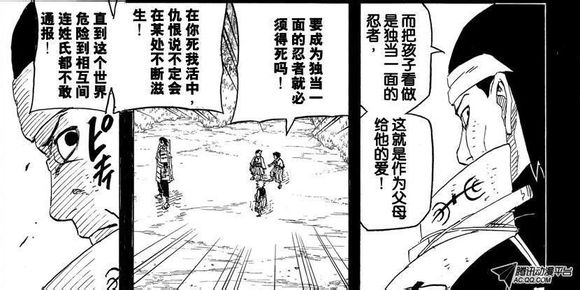 而把孩子看做
是独当一面的
忍者，
这就是作为父母
给他的爱！
要成为独当一
面的忍者就必
须得死吗！
在你死我活中，
仇恨说不定会
在某处不断滋
生！
直到这个世界
危险到相互间
连姓氏都不敢
通报！
ピキッ
腾讯动漫平台
AC.QQ.COM